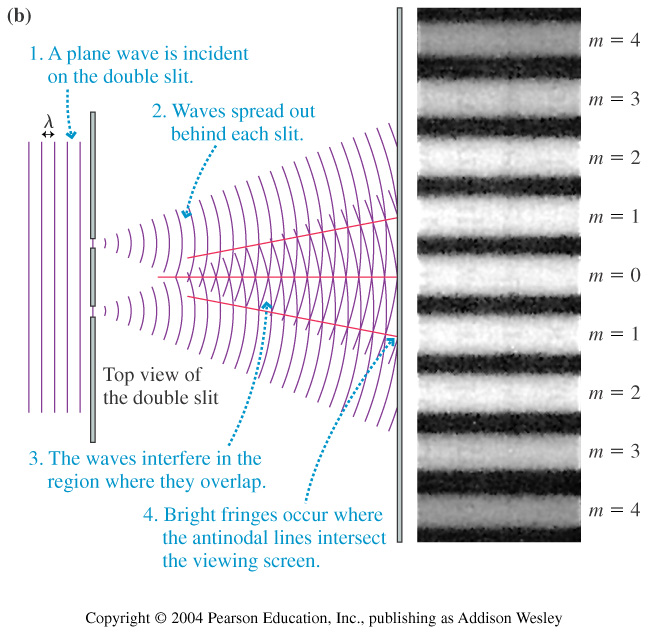 (b)
1. A plane wave is incident
on the double slit.
λ
2. Waves spread out
behind each slit.
Top view of
the double slit
3. The waves interfere in the
region where they overlap.
4. Bright fringes occur where
the antinodal lines intersect
the viewing screen.
m = 4
m = 3
m = 2
m = 1
m = 0
m = 1
m = 2
m = 3
m = 4
Copyright © 2004 Pearson Education, Inc., publishing as Addison Wesley